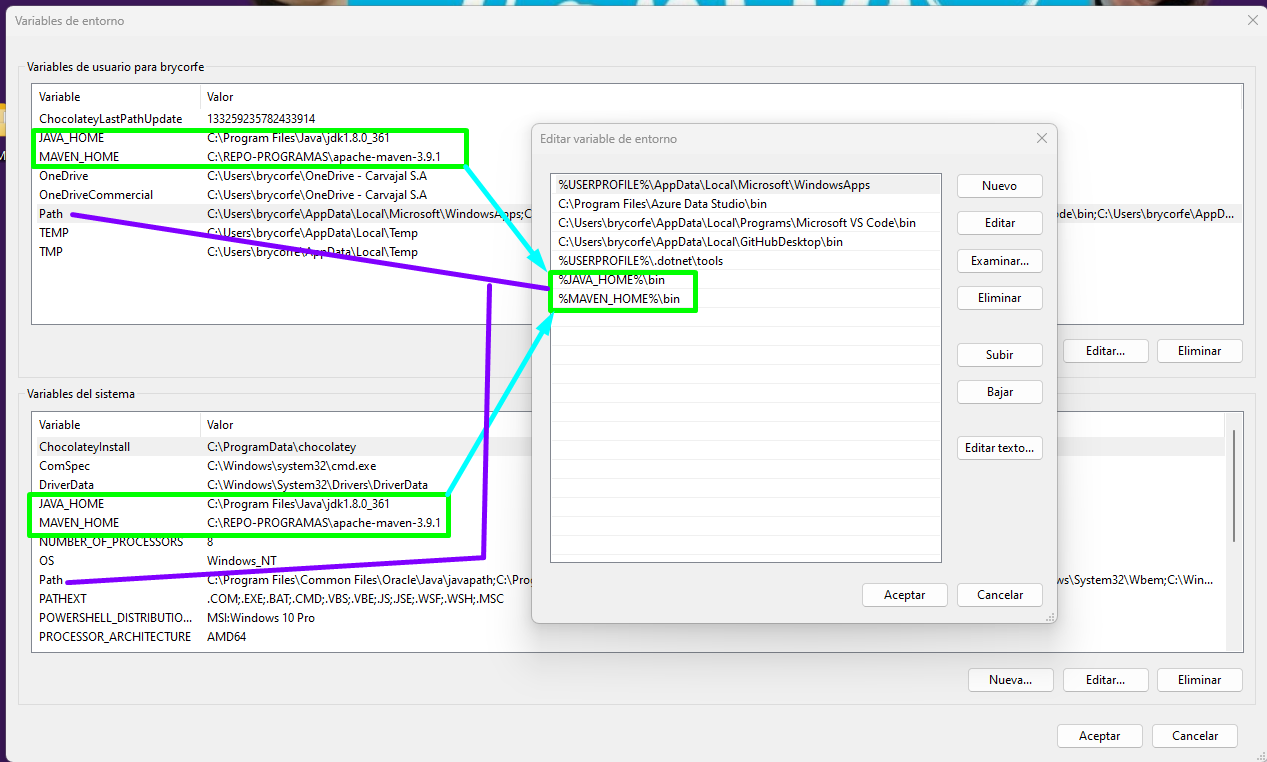 Variables de entorno
Variables de usuario para brycorfe
Variable Valor
ChocolateyLastPathUpdate 133259235782433914
JAVA_HOME C:\Program Files\Java\jdk1.8.0_361
MAVEN_HOME C:\REPO-PROGRAMAS\apache-maven-3.9.1
OneDrive C:\Users\brycorfe\OneDrive - Carvajal S.A
OneDriveCommercial C:\Users\brycorfe\OneDrive - Carvajal S.A
Path C:\Users\brycorfe\AppData\Local\Microsoft\WindowsApps;C ode\bin;C:\Users\brycorfe\AppD...
TEMP C:\Users\brycorfe\AppData\Local\Temp
TMP C:\Users\brycorfe\AppData\Local\Temp
Editar... Eliminar
Editar variable de entorno
%USERPROFILE%\AppData\Local\Microsoft\WindowsApps
C:\Program Files\Azure Data Studio\bin
C:\Users\brycorfe\AppData\Local\Programs\Microsoft VS Code\bin
C:\Users\brycorfe\AppData\Local\GitHubDesktop\bin
%USERPROFILE%\.dotnet\tools
%JAVA_HOME%\bin
%MAVEN_HOME%\bin
Nuevo
Editar
Examinar...
Eliminar
Subir
Bajar
Editar texto...
Aceptar Cancelar
Variables del sistema
Variable Valor
ChocolateyInstall C:\ProgramData\chocolatey
ComSpec C:\Windows\system32\cmd.exe
DriverData C:\Windows\System32\Drivers\DriverData
JAVA_HOME C:\Program Files\Java\jdk1.8.0_361
MAVEN_HOME C:\REPO-PROGRAMAS\apache-maven-3.9.1
NUMBER_OF_PROCESSORS 8
OS Windows_NT
Path C:\Program Files\Common Files\Oracle\Java\javapath;C:\Pro ws\System32\Wbem;C:\Win...
PATHEXT .COM;.EXE;.BAT;.CMD;.VBS;.VBE;.JS;.JSE;.WSF;.WSH;.MSC
POWERSHELL_DISTRIBUTIO... MSI:Windows 10 Pro
PROCESSOR_ARCHITECTURE AMD64
Nueva... Editar... Eliminar
Aceptar Cancelar